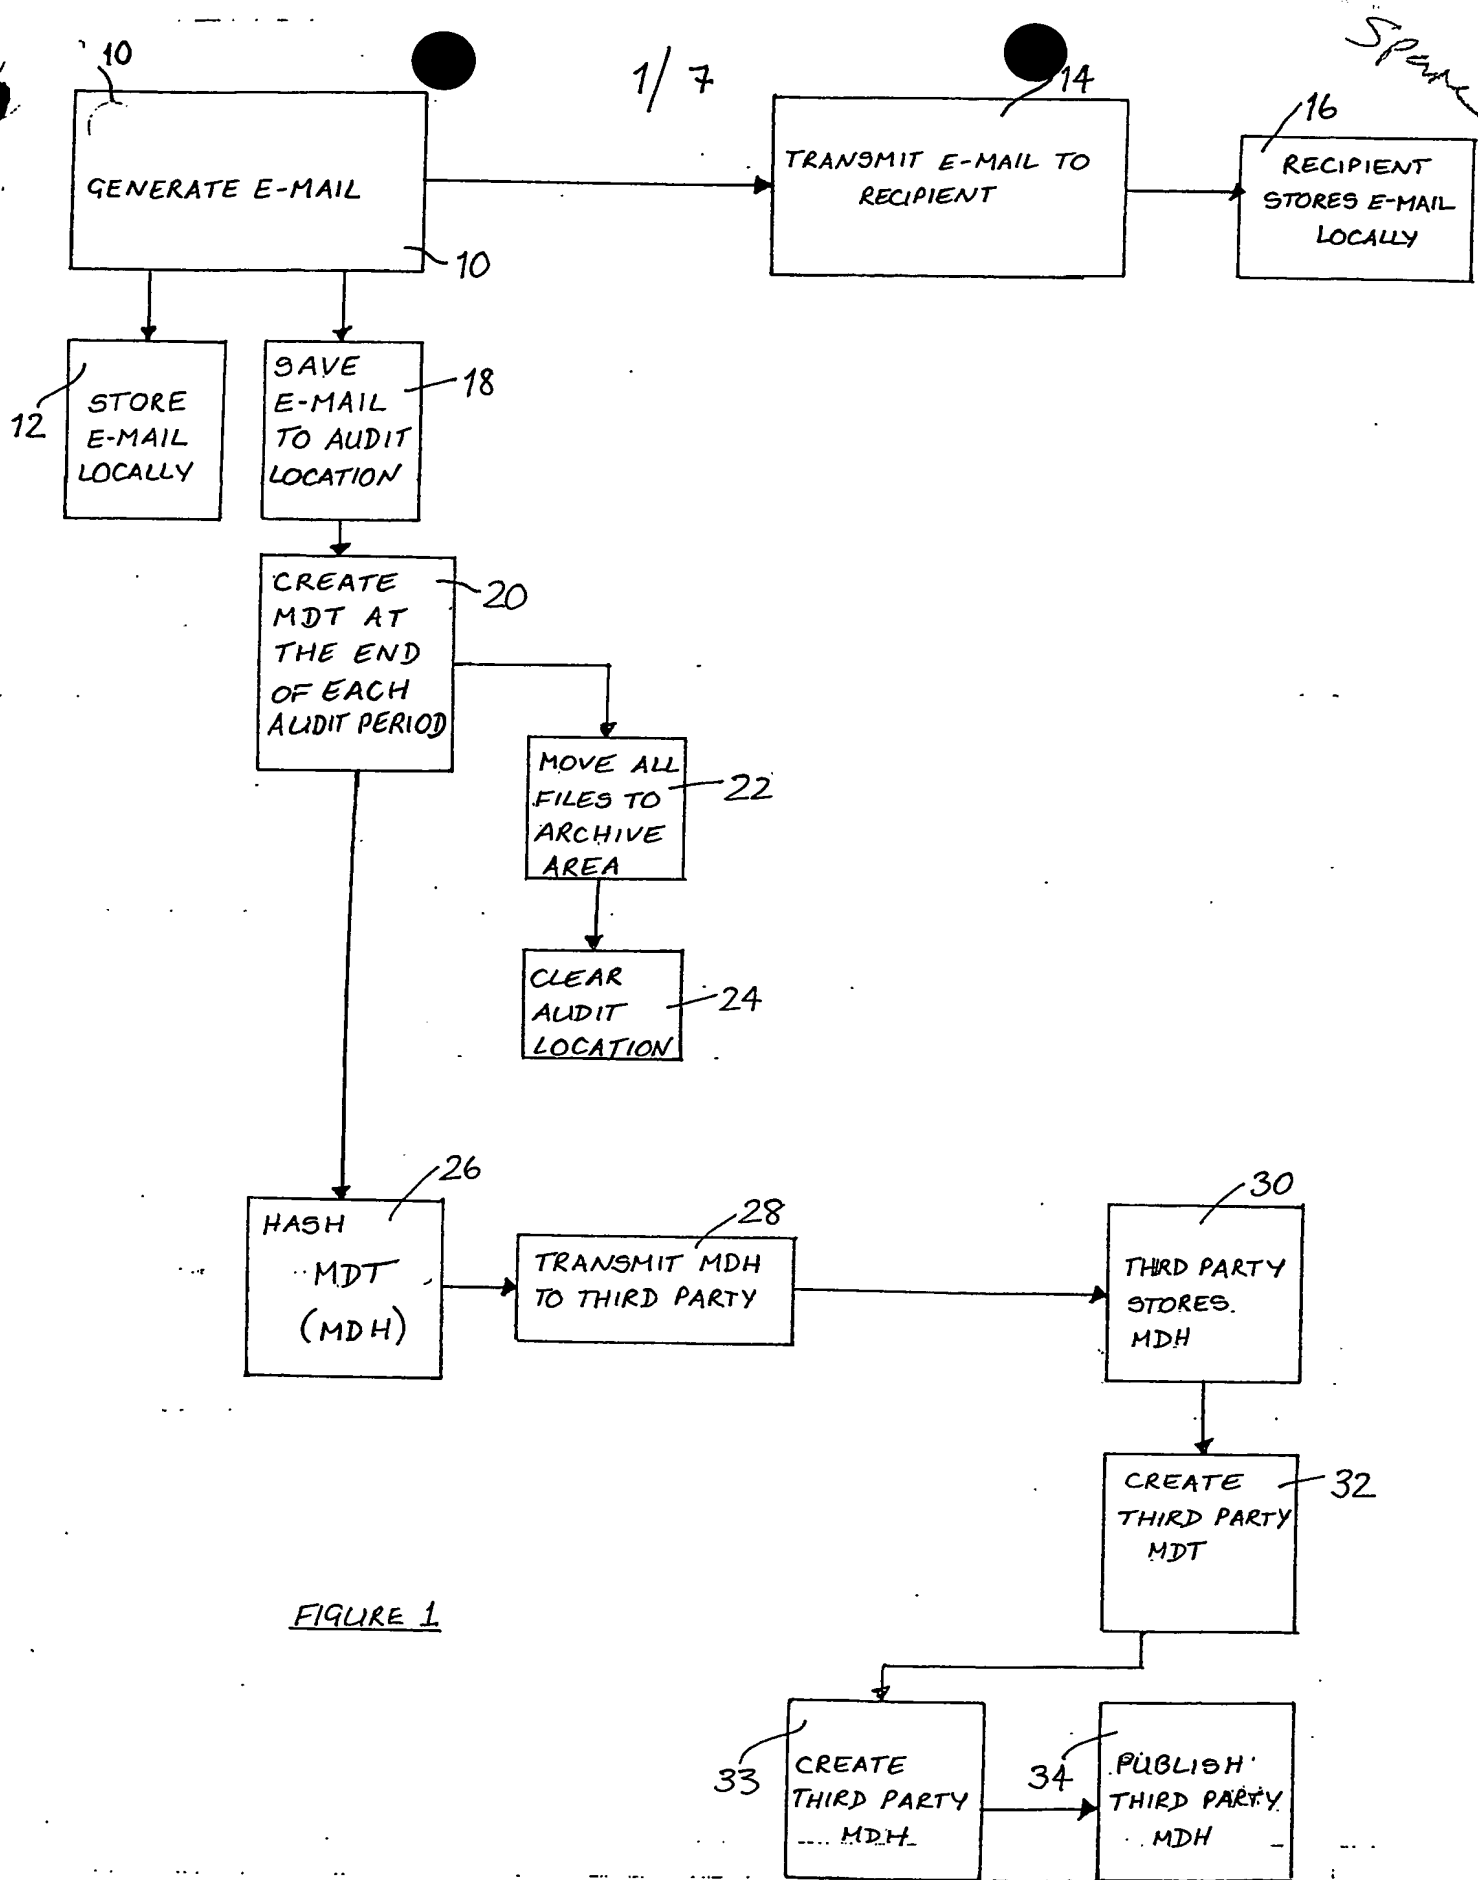 10
1/7
14
16
GENERATE E-MAIL
10
TRANSMIT E-MAIL TO
RECIPIENT
RECIPIENT
STORES E-MAIL
LOCALLY
12
STORE
E-MAIL
LOCALLY
SAVE
E-MAIL
TO AUDIT
LOCATION
18
CREATE
MDT AT
THE END
OF EACH
AUDIT PERIOD
20
MOVE ALL
FILES TO
ARCHIVE
AREA
22
CLEAR
AUDIT
LOCATION
24
HASH
MDT
(MDH)
26
TRANSMIT MDH
TO THIRD PARTY
28
30
THIRD PARTY
STORES.
MDH
CREATE
THIRD PARTY
MDT
32
FIGURE 1
33
CREATE
THIRD PARTY
MDH
34
PUBLISH
THIRD PARTY
MDH